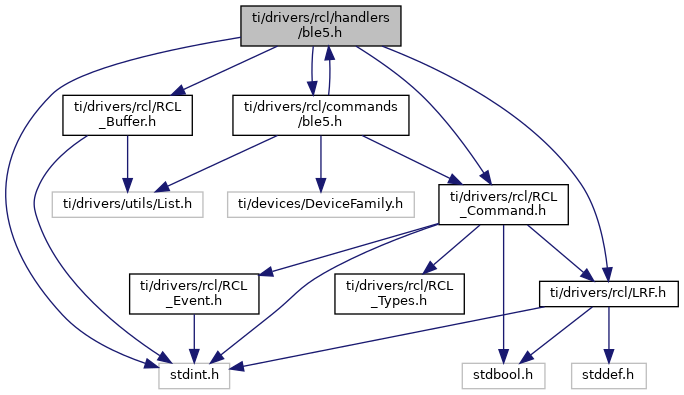 ti/drivers/rcl/handlers
/ble5.h
ti/drivers/rcl/RCL
_Buffer.h
ti/drivers/rcl/commands
/ble5.h
ti/drivers/utils/List.h
ti/devices/DeviceFamily.h
ti/drivers/rcl/RCL
_Command.h
ti/drivers/rcl/RCL
_Event.h
ti/drivers/rcl/RCL
_Types.h
ti/drivers/rcl/LRF.h
stdint.h
stdbool.h
stddef.h